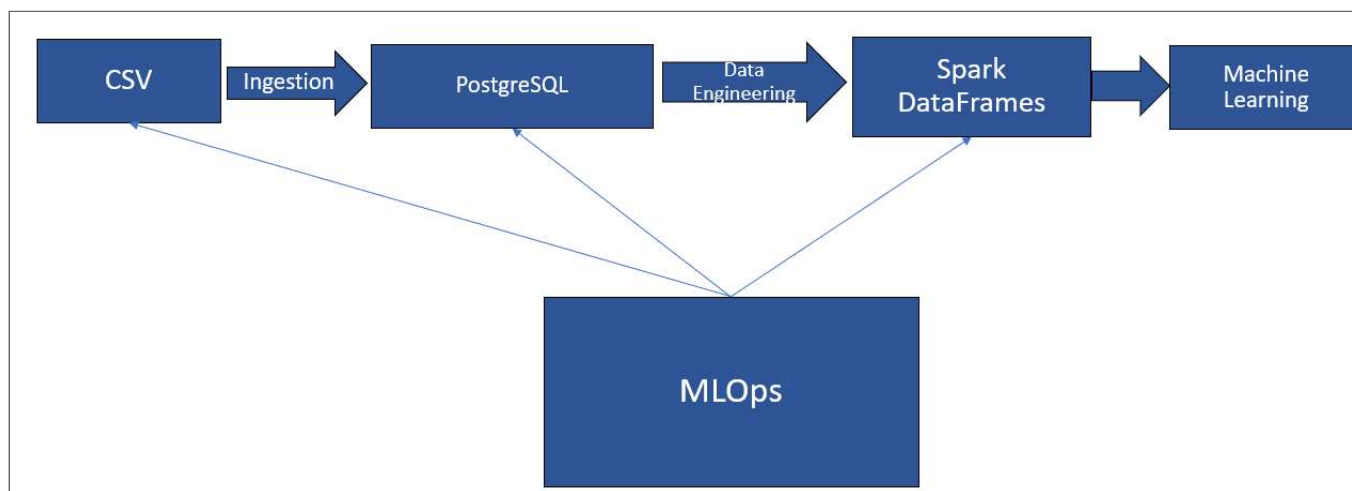 CSV
Ingestion
PostgreSQL
Data
Engineering
Spark
DataFrames
Machine
Learning
MLOps